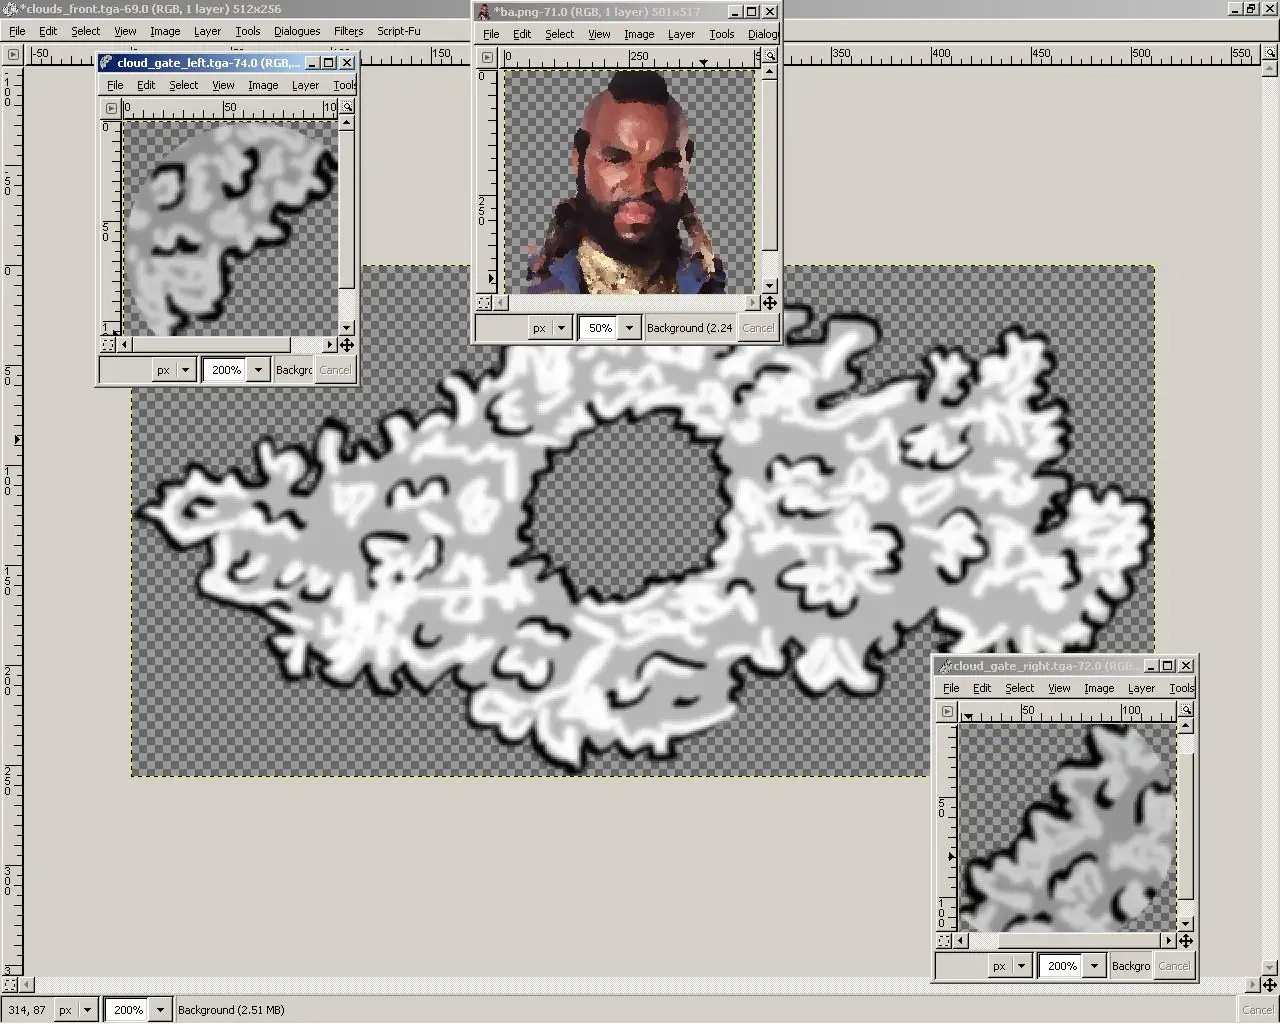 *clouds_front.tga-69.0 (RGB, 1 layer) 512x256
File Edit Select View Image Layer Tools Dialogues Filters Script-Fu
-50 150 350 400 450 500 550
*ba.png-71.0 (RGB, 1 layer) 501x517
File Edit Select View Image Layer Tools Dialog
0 250
0
250
px 50% Background (2.24 Cancel
cloud_gate_left.tga-74.0 (RGB,...
File Edit Select View Image Layer Tools
0 50 10
0
50
1
px 200% Backgrc Cancel
cloud_gate_right.tga-72.0 (RGB...
File Edit Select View Image Layer Tools
50 100
50
100
px 200% Backgro Cancel
100
50
0
50
100
150
200
250
300
3
314, 87 px 200% Background (2.51 MB) Cancel